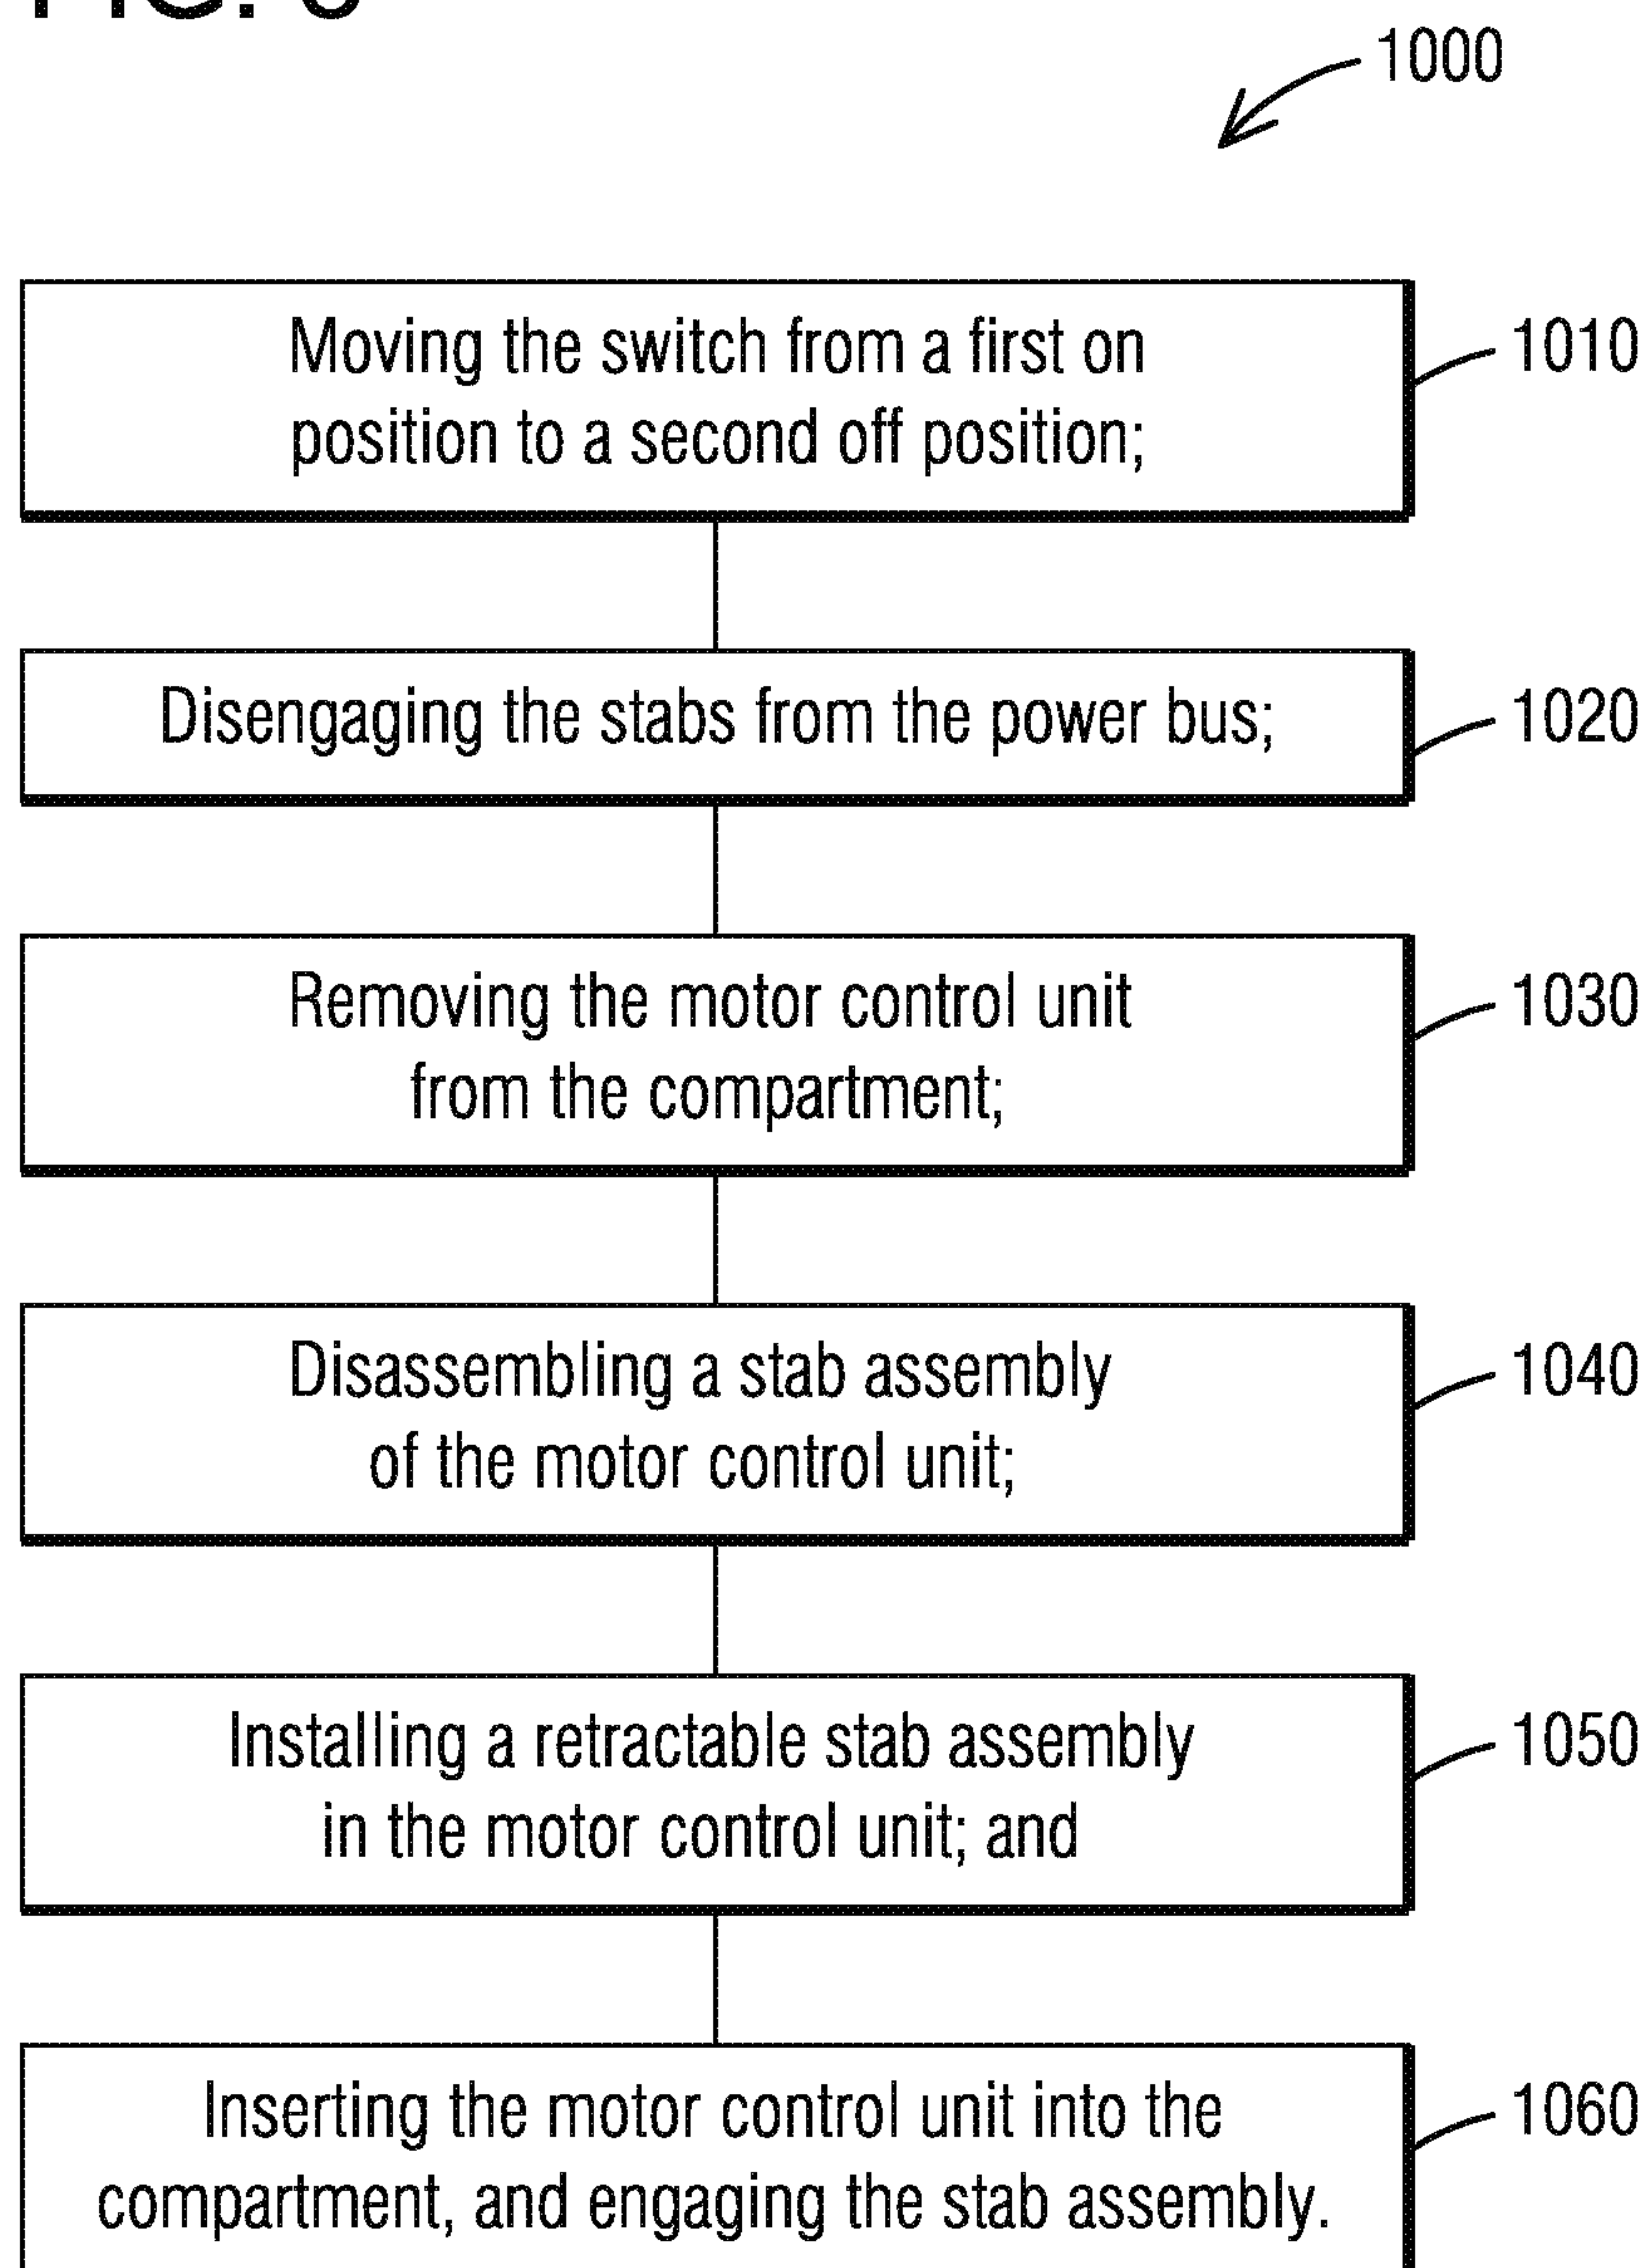 1000
Moving the switch from a first on
position to a second off position;
1010
Disengaging the stabs from the power bus;
1020
Removing the motor control unit
from the compartment;
1030
Disassembling a stab assembly
of the motor control unit;
1040
Installing a retractable stab assembly
in the motor control unit; and
1050
Inserting the motor control unit into the
compartment, and engaging the stab assembly.
1060